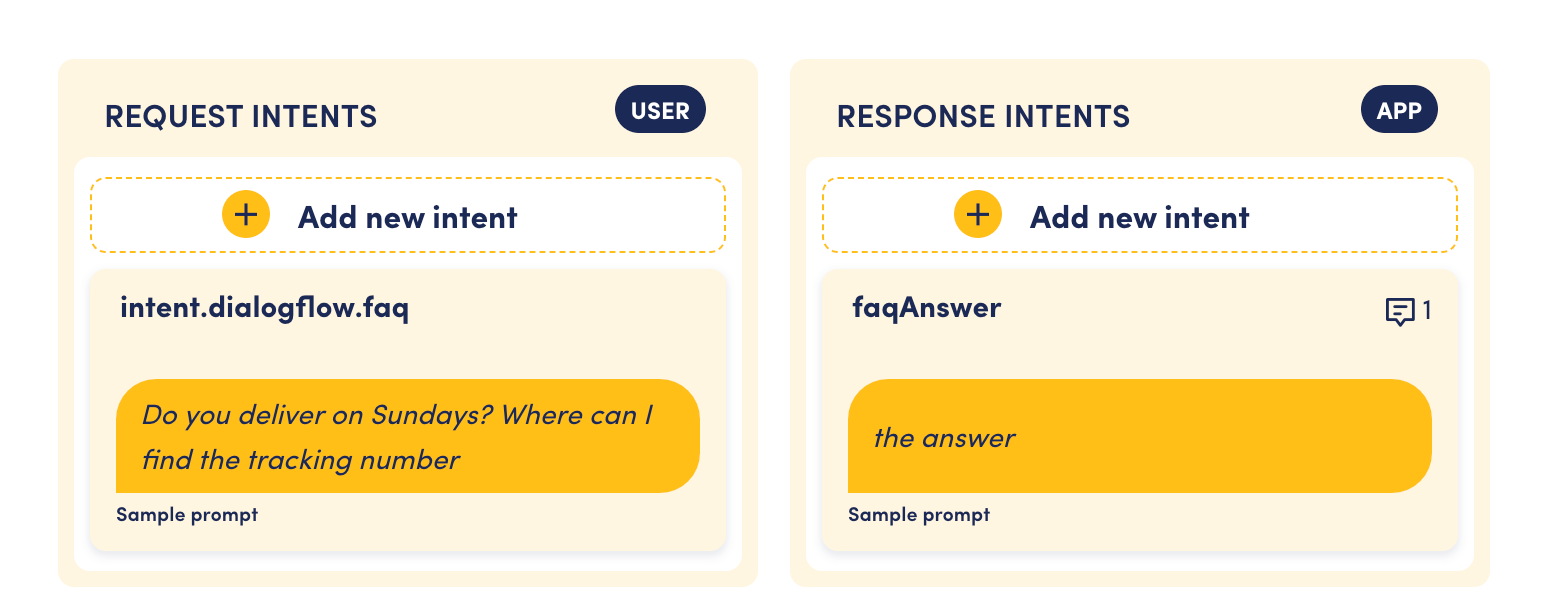 REQUEST INTENTS
USER
Add new intent
intent.dialogflow.faq
Do you deliver on Sundays? Where can I
find the tracking number
Sample prompt
RESPONSE INTENTS
APP
Add new intent
faqAnswer
1
the answer
Sample prompt